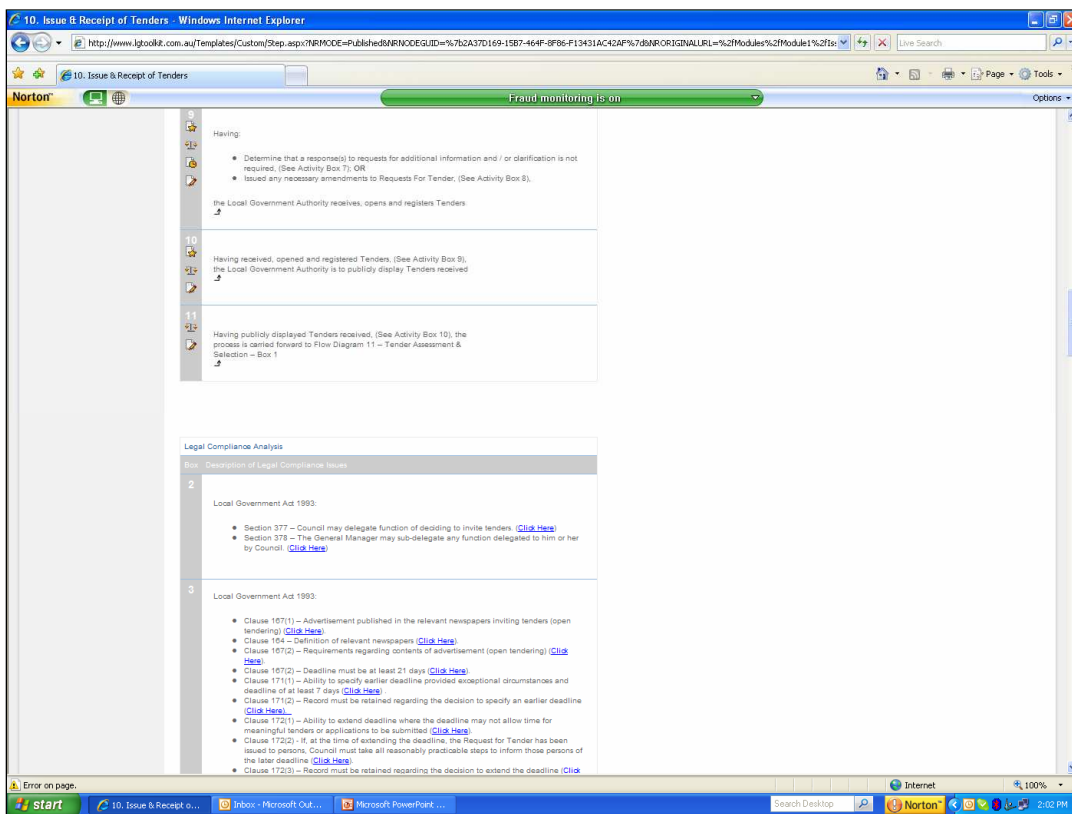 10. Issue & Receipt of Tenders - Windows Internet Explorer
http://www.lgtoolkit.com.au/Templates/Custom/Step.aspx?NRMODE=Published&NRNODEGUID=%7b2A37D169-15B7-464F-8F86-F13431AC42AF%7d&NRORIGINALURL=%2fModules%2fModule1%2fIs:
Live Search
10. Issue & Receipt of Tenders
Page
Tools
Norton™
Fraud monitoring is on
Options
9
Having:
Determine that a response(s) to requests for additional information and / or clarification is not
required, (See Activity Box 7); OR
Issued any necessary amendments to Requests For Tender, (See Activity Box 8),
the Local Government Authority receives, opens and registers Tenders
10
Having received, opened and registered Tenders, (See Activity Box 9),
the Local Government Authority is to publicly display Tenders received
11
Having publicly displayed Tenders received, (See Activity Box 10), the
process is carried forward to Flow Diagram 11 – Tender Assessment &
Selection – Box 1
Legal Compliance Analysis
Box Description of Legal Compliance Issues
2
Local Government Act 1993:
Section 377 – Council may delegate function of deciding to invite tenders. (Click Here)
Section 378 – The General Manager may sub-delegate any function delegated to him or her
by Council. (Click Here)
3
Local Government Act 1993:
Clause 167(1) – Advertisement published in the relevant newspapers inviting tenders (open
tendering) (Click Here).
Clause 164 – Definition of relevant newspapers (Click Here).
Clause 167(2) – Requirements regarding contents of advertisement (open tendering) (Click
Here).
Clause 167(2) – Deadline must be at least 21 days (Click Here).
Clause 171(1) – Ability to specify earlier deadline provided exceptional circumstances and
deadline of at least 7 days (Click Here) .
Clause 171(2) – Record must be retained regarding the decision to specify an earlier deadline
(Click Here).
Clause 172(1) – Ability to extend deadline where the deadline may not allow time for
meaningful tenders or applications to be submitted (Click Here).
Clause 172(2) - If, at the time of extending the deadline, the Request for Tender has been
issued to persons, Council must take all reasonably practicable steps to inform those persons of
the later deadline (Click Here).
Clause 172(3) – Record must be retained regarding the decision to extend the deadline (Click
Error on page.
Internet
100%
start
10. Issue & Receipt o...
Inbox - Microsoft Out...
Microsoft PowerPoint ...
Search Desktop
Norton™
2:02 PM